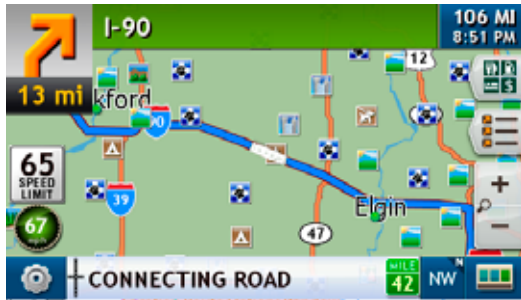 I-90
106 MI
8:51 PM
13 mi
kford
90
12
65
SPEED
LIMIT
67
39
47
Elgin
+
−
CONNECTING ROAD
MILE
42
NW
N